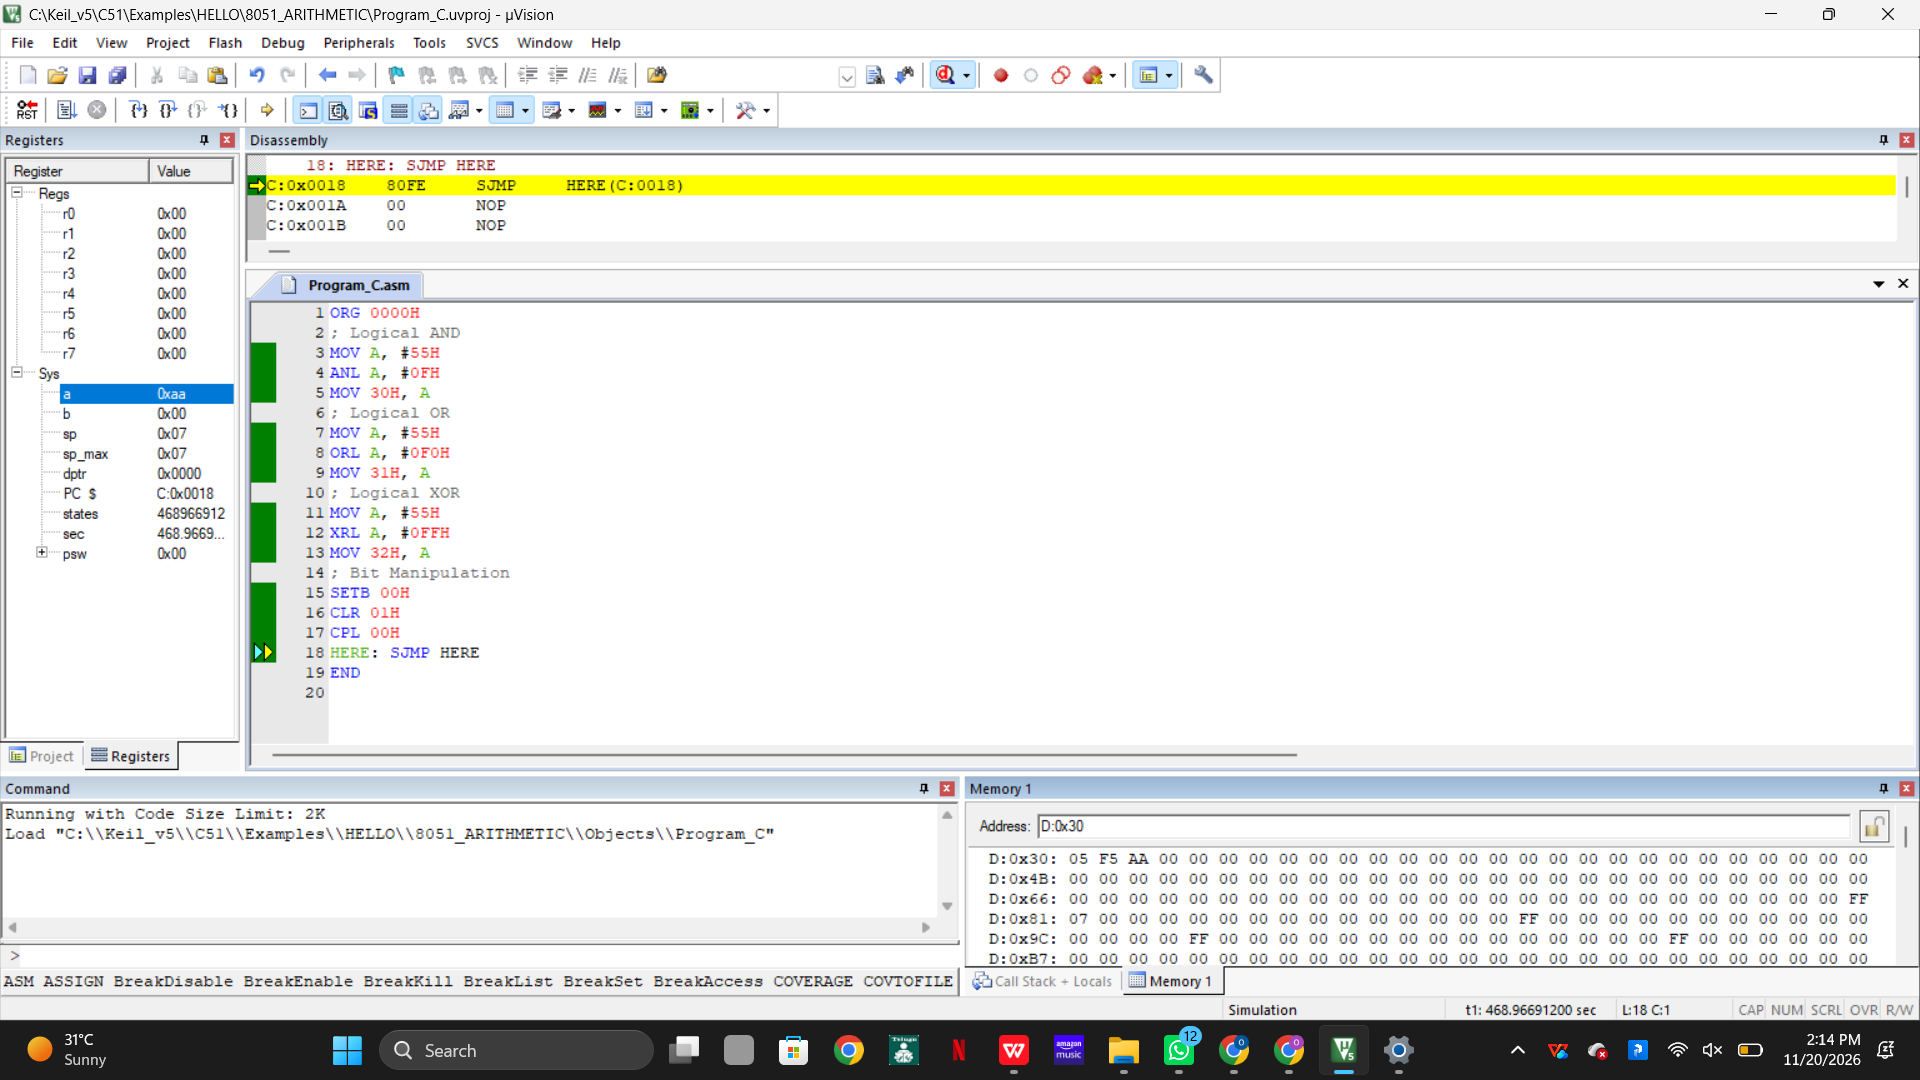 C:\Keil_v5\C51\Examples\HELLO\8051_ARITHMETIC\Program_C.uvproj - µVision
File Edit View Project Flash Debug Peripherals Tools SVCS Window Help
Registers
Register Value
Regs
r0 0x00
r1 0x00
r2 0x00
r3 0x00
r4 0x00
r5 0x00
r6 0x00
r7 0x00
Sys
a 0xaa
b 0x00
sp 0x07
sp_max 0x07
dptr 0x0000
PC $ C:0x0018
states 468966912
sec 468.9669...
psw 0x00
Project Registers
Disassembly
18: HERE: SJMP HERE
C:0x0018 80FE SJMP HERE(C:0018)
C:0x001A 00 NOP
C:0x001B 00 NOP
Program_C.asm
1 ORG 0000H
2 ; Logical AND
3 MOV A, #55H
4 ANL A, #0FH
5 MOV 30H, A
6 ; Logical OR
7 MOV A, #55H
8 ORL A, #0F0H
9 MOV 31H, A
10 ; Logical XOR
11 MOV A, #55H
12 XRL A, #0FFH
13 MOV 32H, A
14 ; Bit Manipulation
15 SETB 00H
16 CLR 01H
17 CPL 00H
18 HERE: SJMP HERE
19 END
20
Command
Running with Code Size Limit: 2K
Load "C:\\Keil_v5\\C51\\Examples\\HELLO\\8051_ARITHMETIC\\Objects\\Program_C"
>
ASM ASSIGN BreakDisable BreakEnable BreakKill BreakList BreakSet BreakAccess COVERAGE COVTOFILE
Memory 1
Address: D:0x30
D:0x30: 05 F5 AA 00 00 00 00 00 00 00 00 00 00 00 00 00 00 00 00 00 00 00 00 00 00 00 00
D:0x4B: 00 00 00 00 00 00 00 00 00 00 00 00 00 00 00 00 00 00 00 00 00 00 00 00 00 00 00
D:0x66: 00 00 00 00 00 00 00 00 00 00 00 00 00 00 00 00 00 00 00 00 00 00 00 00 00 00 FF
D:0x81: 07 00 00 00 00 00 00 00 00 00 00 00 00 00 00 FF 00 00 00 00 00 00 00 00 00 00 00
D:0x9C: 00 00 00 00 FF 00 00 00 00 00 00 00 00 00 00 00 00 00 00 00 FF 00 00 00 00 00 00
D:0xB7: 00 00 00 00 00 00 00 00 00 00 00 00 00 00 00 00 00 00 00 00 00 00 00 00 00 00 00
Call Stack + Locals Memory 1
Simulation t1: 468.96691200 sec L:18 C:1 CAP NUM SCRL OVR R/W
31°C
Sunny
Search
amazon music
12
2:14 PM
11/20/2026